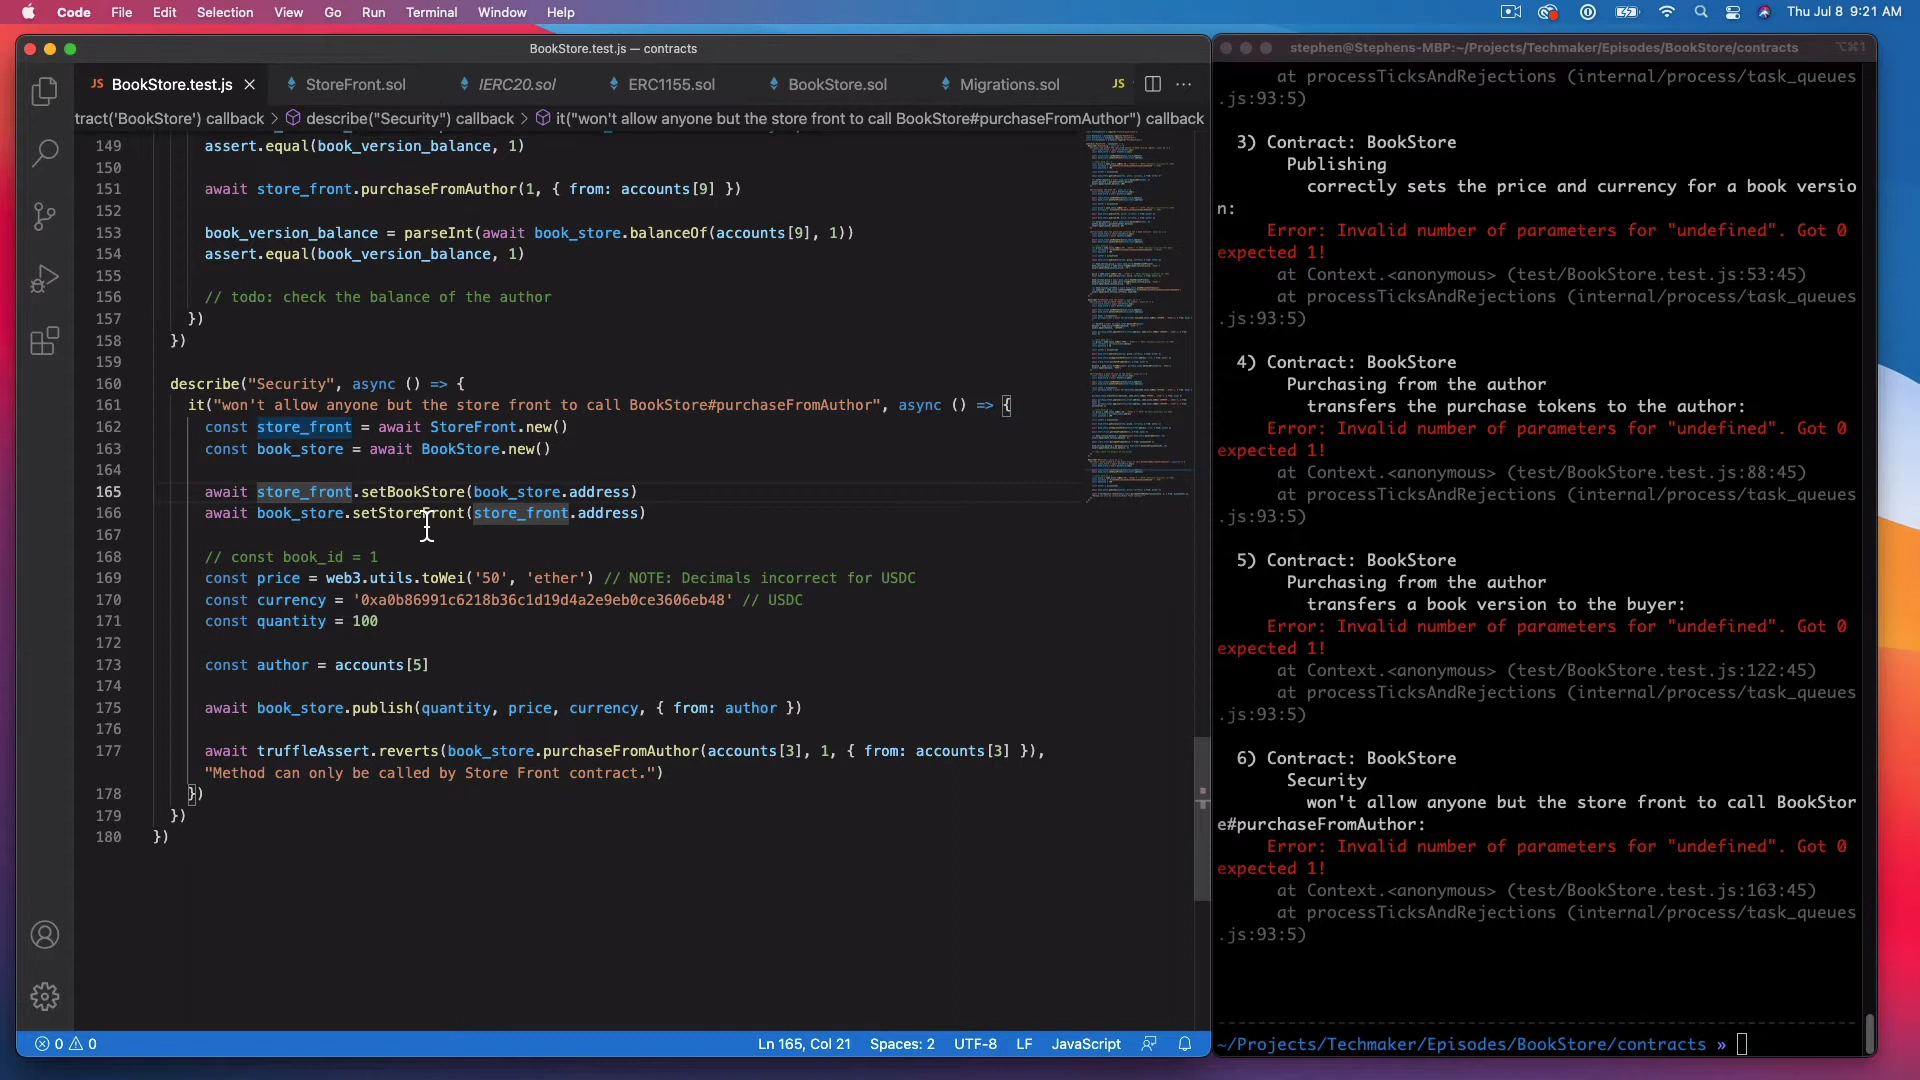 Code File Edit Selection View Go Run Terminal Window Help Thu Jul 8 9:21 AM
BookStore.test.js — contracts
JS BookStore.test.js StoreFront.sol IERC20.sol ERC1155.sol BookStore.sol Migrations.sol JS
tract('BookStore') callback > describe("Security") callback > it("won't allow anyone but the store front to call BookStore#purchaseFromAuthor") callback
149 assert.equal(book_version_balance, 1)
150
151 await store_front.purchaseFromAuthor(1, { from: accounts[9] })
152
153 book_version_balance = parseInt(await book_store.balanceOf(accounts[9], 1))
154 assert.equal(book_version_balance, 1)
155
156 // todo: check the balance of the author
157 })
158 })
159
160 describe("Security", async () => {
161 it("won't allow anyone but the store front to call BookStore#purchaseFromAuthor", async () => {
162 const store_front = await StoreFront.new()
163 const book_store = await BookStore.new()
164
165 await store_front.setBookStore(book_store.address)
166 await book_store.setStoreFront(store_front.address)
167
168 // const book_id = 1
169 const price = web3.utils.toWei('50', 'ether') // NOTE: Decimals incorrect for USDC
170 const currency = '0xa0b86991c6218b36c1d19d4a2e9eb0ce3606eb48' // USDC
171 const quantity = 100
172
173 const author = accounts[5]
174
175 await book_store.publish(quantity, price, currency, { from: author })
176
177 await truffleAssert.reverts(book_store.purchaseFromAuthor(accounts[3], 1, { from: accounts[3] }),
"Method can only be called by Store Front contract.")
178 })
179 })
180 })
0 0 Ln 165, Col 21 Spaces: 2 UTF-8 LF JavaScript
stephen@Stephens-MBP:~/Projects/Techmaker/Episodes/BookStore/contracts ⌥⌘1
at processTicksAndRejections (internal/process/task_queues
.js:93:5)
3) Contract: BookStore
Publishing
correctly sets the price and currency for a book versio
n:
Error: Invalid number of parameters for "undefined". Got 0
expected 1!
at Context.<anonymous> (test/BookStore.test.js:53:45)
at processTicksAndRejections (internal/process/task_queues
.js:93:5)
4) Contract: BookStore
Purchasing from the author
transfers the purchase tokens to the author:
Error: Invalid number of parameters for "undefined". Got 0
expected 1!
at Context.<anonymous> (test/BookStore.test.js:88:45)
at processTicksAndRejections (internal/process/task_queues
.js:93:5)
5) Contract: BookStore
Purchasing from the author
transfers a book version to the buyer:
Error: Invalid number of parameters for "undefined". Got 0
expected 1!
at Context.<anonymous> (test/BookStore.test.js:122:45)
at processTicksAndRejections (internal/process/task_queues
.js:93:5)
6) Contract: BookStore
Security
won't allow anyone but the store front to call BookStor
e#purchaseFromAuthor:
Error: Invalid number of parameters for "undefined". Got 0
expected 1!
at Context.<anonymous> (test/BookStore.test.js:163:45)
at processTicksAndRejections (internal/process/task_queues
.js:93:5)
~/Projects/Techmaker/Episodes/BookStore/contracts »